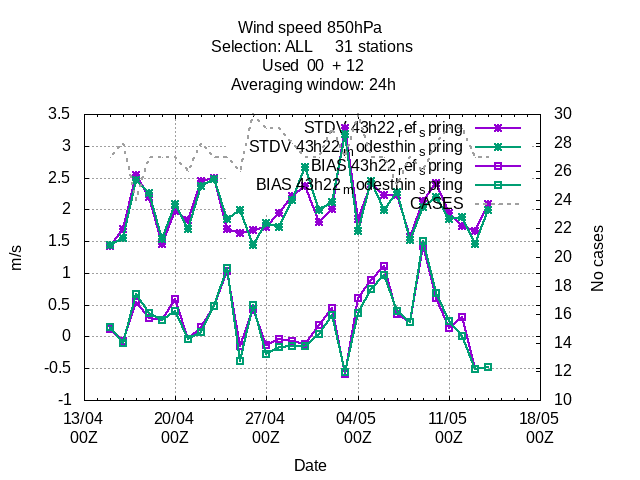 Wind speed 850hPa
Selection: ALL 31 stations
Used 00 + 12
Averaging window: 24h
3.5
3
2.5
2
1.5
1
0.5
0
-0.5
-1
m/s
30
28
26
24
22
20
18
16
14
12
10
No cases
STDV 43h22_ref_spring
STDV 43h22_modesthin_spring
BIAS 43h22_ref_spring
BIAS 43h22_modesthin_spring
CASES
13/04 20/04 27/04 04/05 11/05 18/05
00Z 00Z 00Z 00Z 00Z 00Z
Date